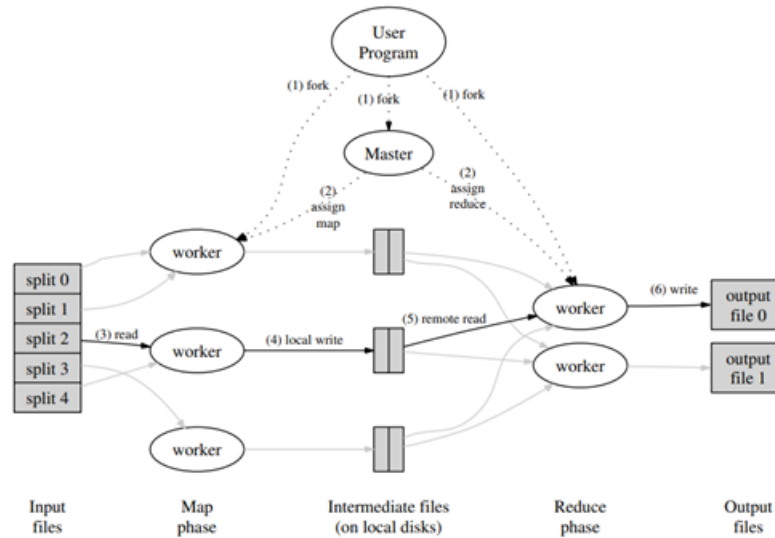 User
Program
(1) fork
(1) fork
(1) fork
Master
(2)
assign
map
(2)
assign
reduce
worker
split 0
split 1
split 2
split 3
split 4
(3) read
worker
(4) local write
(5) remote read
worker
(6) write
output
file 0
worker
output
file 1
worker
Input
files
Map
phase
Intermediate files
(on local disks)
Reduce
phase
Output
files